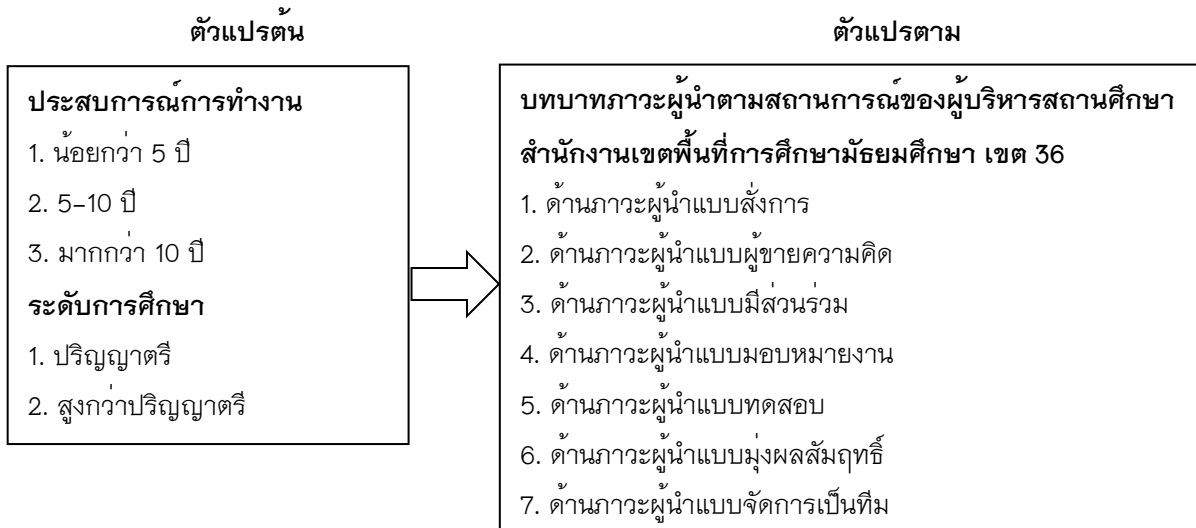 ตัวแปรต้น
ประสบการณ์การทำงาน
1. น้อยกว่า 5 ปี
2. 5–10 ปี
3. มากกว่า 10 ปี
ระดับการศึกษา
1. ปริญญาตรี
2. สูงกว่าปริญญาตรี
ตัวแปรตาม
บทบาทภาวะผู้นำตามสถานการณ์ของผู้บริหารสถานศึกษา
สำนักงานเขตพื้นที่การศึกษามัธยมศึกษา เขต 36
1. ด้านภาวะผู้นำแบบสั่งการ
2. ด้านภาวะผู้นำแบบผู้ขายความคิด
3. ด้านภาวะผู้นำแบบมีส่วนร่วม
4. ด้านภาวะผู้นำแบบมอบหมายงาน
5. ด้านภาวะผู้นำแบบทดสอบ
6. ด้านภาวะผู้นำแบบมุ่งผลสัมฤทธิ์
7. ด้านภาวะผู้นำแบบจัดการเป็นทีม